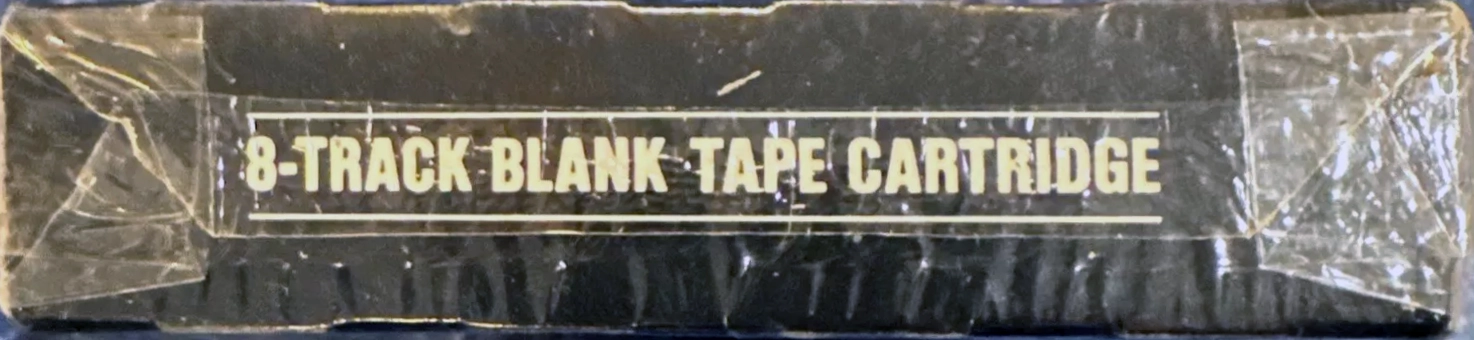 8-TRACK BLANK TAPE CARTRIDGE